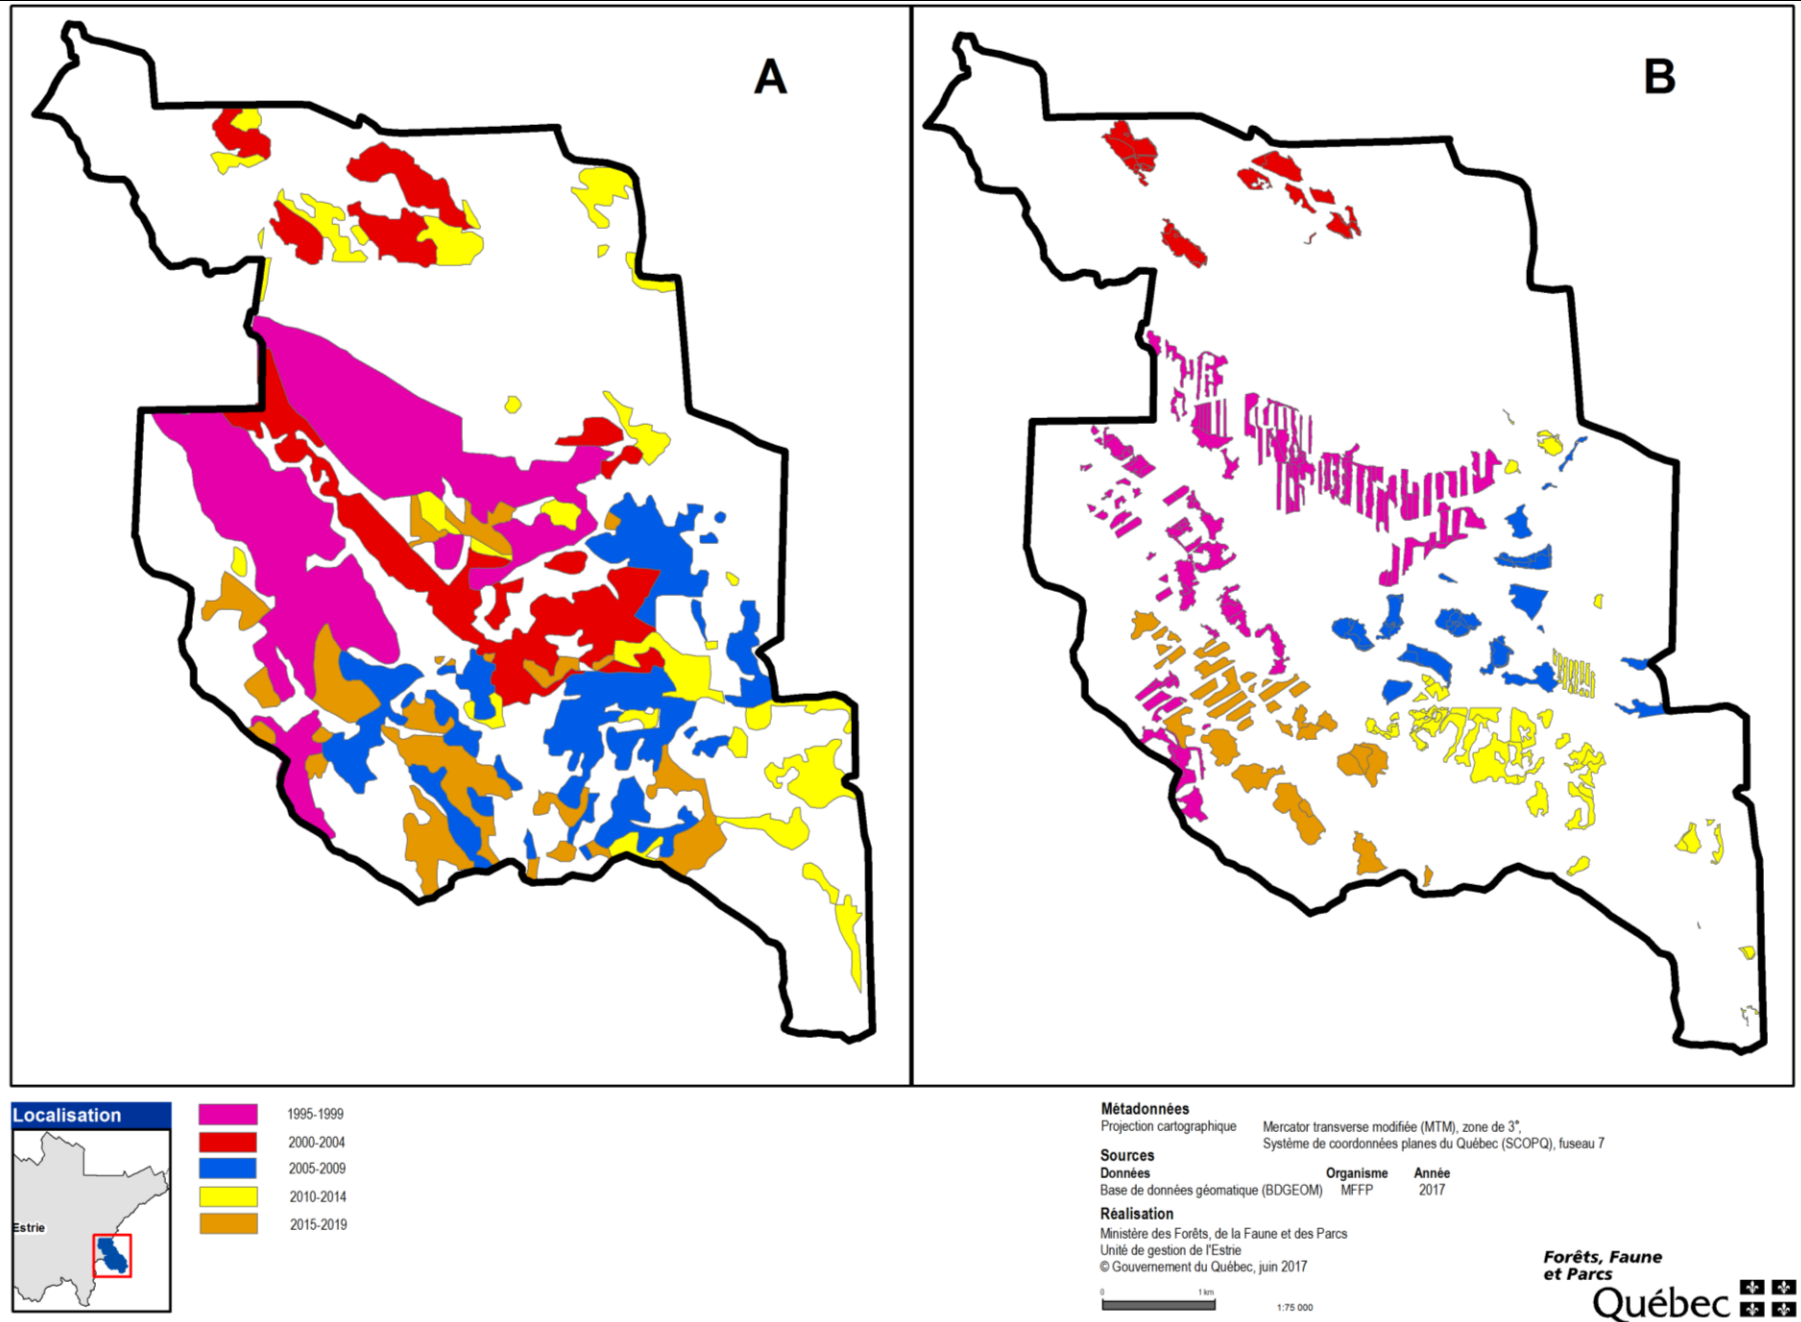 A
B
Localisation
Estrie
1995-1999
2000-2004
2005-2009
2010-2014
2015-2019
Métadonnées
Projection cartographique Mercator transverse modifiée (MTM), zone de 3°,
Système de coordonnées planes du Québec (SCOPQ), fuseau 7
Sources
Données Organisme Année
Base de données géomatique (BDGEOM) MFFP 2017
Réalisation
Ministère des Forêts, de la Faune et des Parcs
Unité de gestion de l'Estrie
© Gouvernement du Québec, juin 2017
0 1 km
1:75 000
Forêts, Faune
et Parcs
Québec